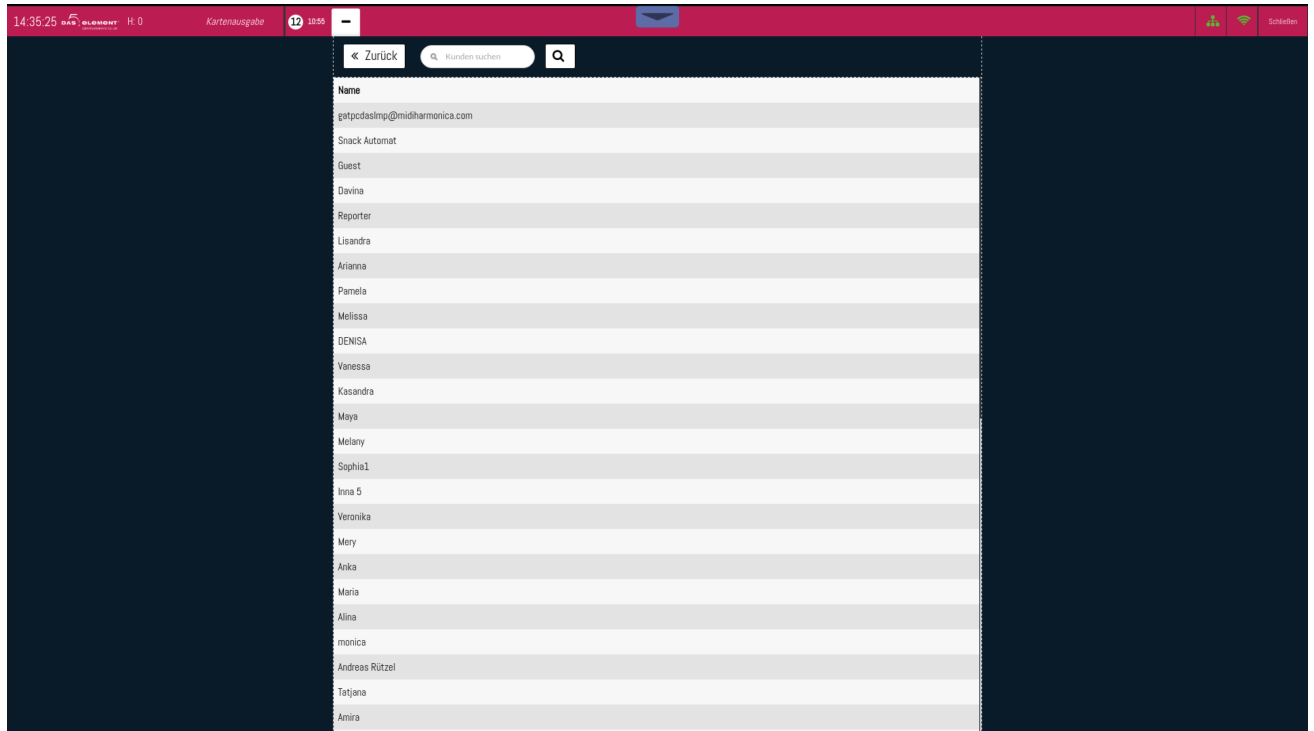 14:35:25 DAS 5. ELEMENT H: 0 Kartenausgabe 12 10:55 Schließen
« Zurück Kunden suchen
Name
gatpcdaslmp@midiharmonica.com
Snack Automat
Guest
Davina
Reporter
Lisandra
Arianna
Pamela
Melissa
DENISA
Vanessa
Kasandra
Maya
Melany
Sophia1
Inna 5
Veronika
Mery
Anka
Maria
Alina
monica
Andreas Rützel
Tatjana
Amira